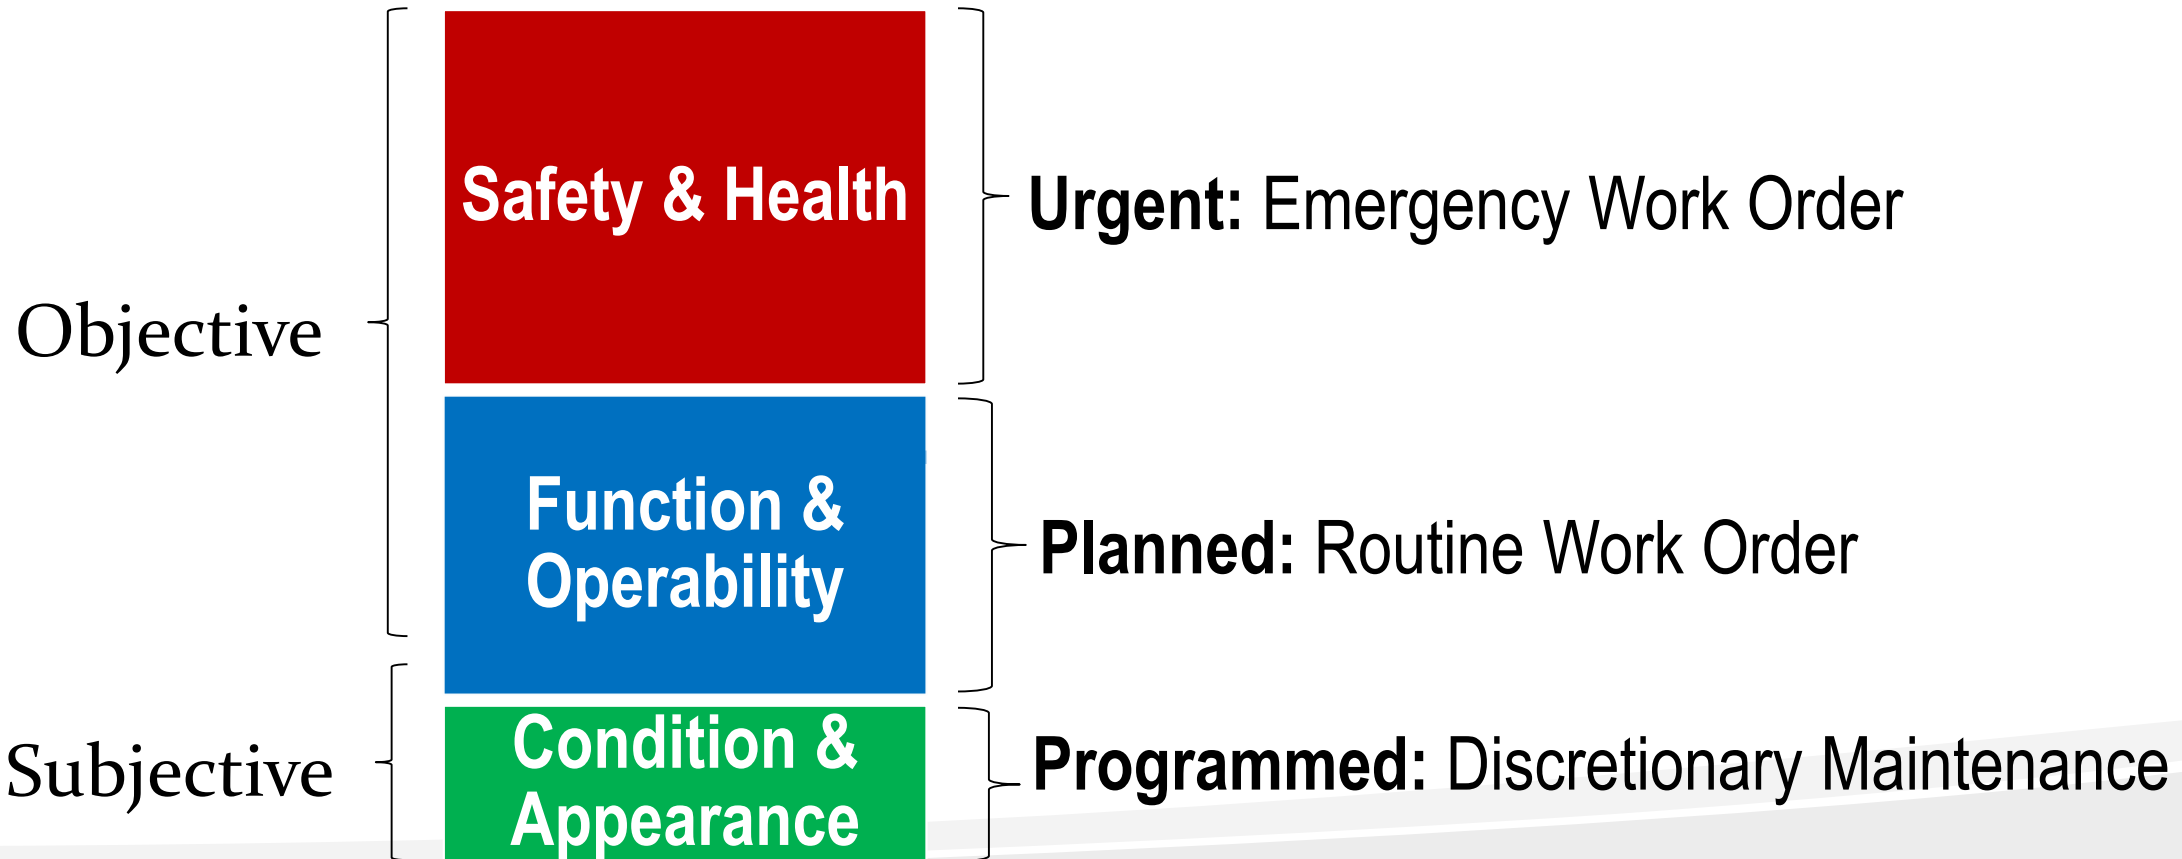 Safety & Health
Urgent: Emergency Work Order
Objective
Function &
Operability
Planned: Routine Work Order
Condition &
Appearance
Subjective
Programmed: Discretionary Maintenance